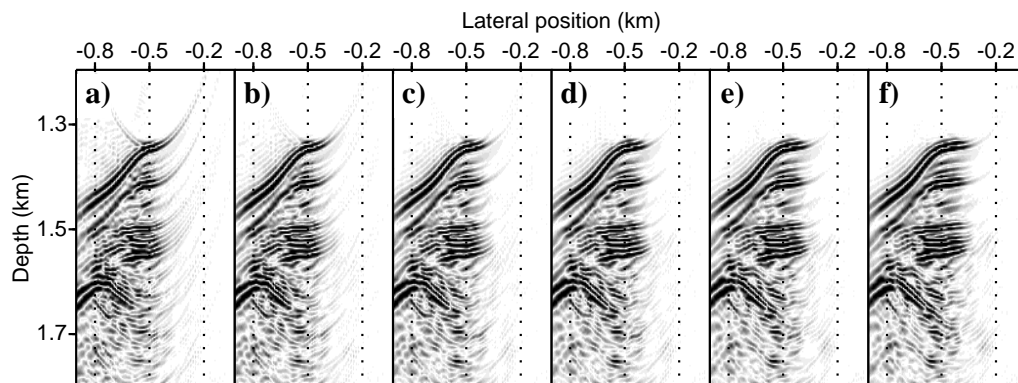 Lateral position (km)
-0.8 -0.5 -0.2 -0.8 -0.5 -0.2 -0.8 -0.5 -0.2 -0.8 -0.5 -0.2 -0.8 -0.5 -0.2 -0.8 -0.5 -0.2
a) b) c) d) e) f)
Depth (km)
1.3
1.5
1.7